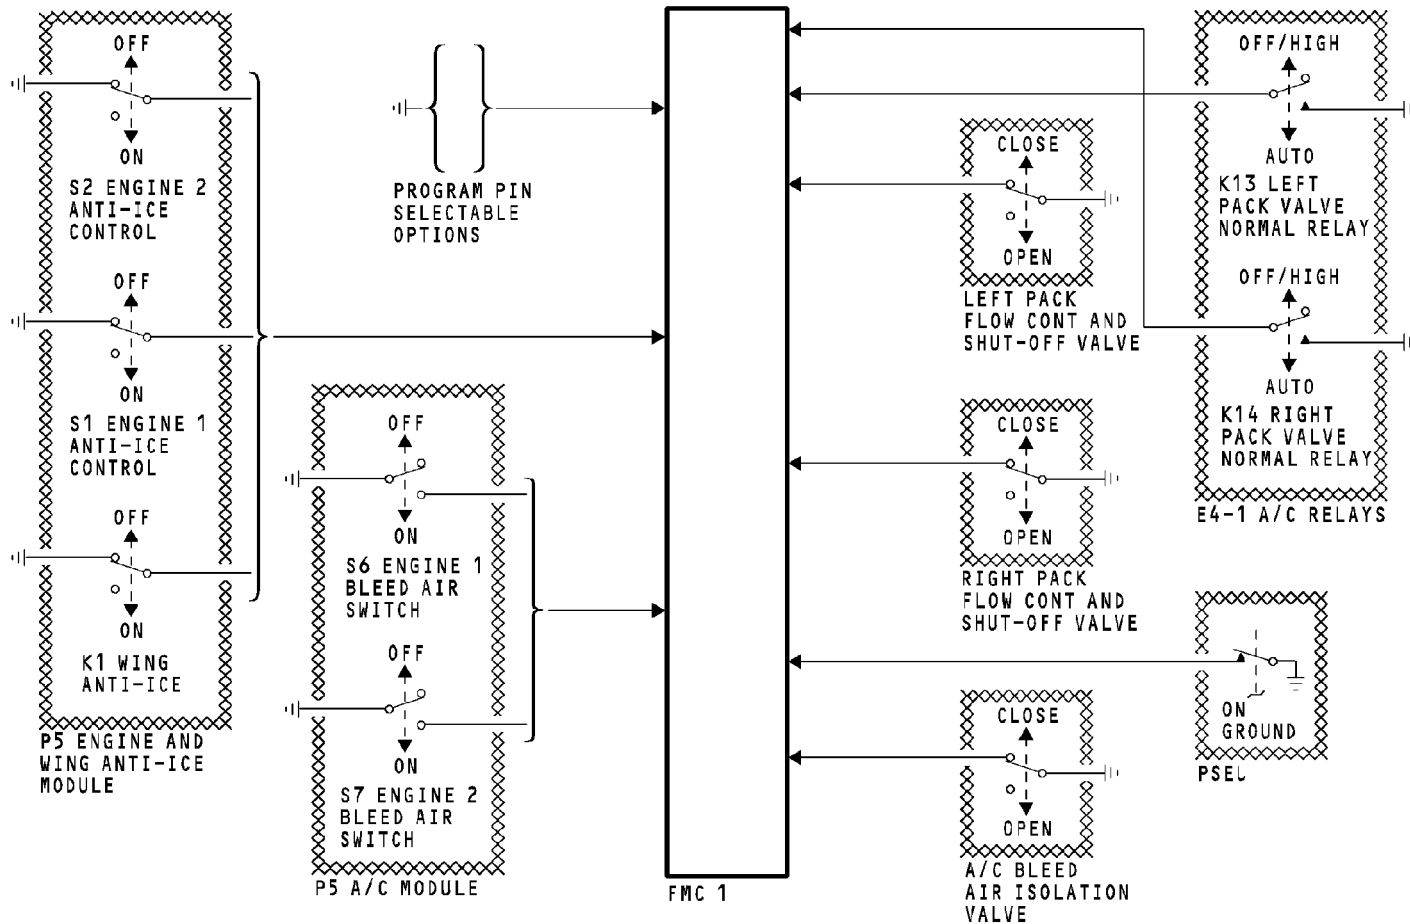 OFF
ON
S2 ENGINE 2
ANTI-ICE
CONTROL
OFF
ON
S1 ENGINE 1
ANTI-ICE
CONTROL
OFF
ON
K1 WING
ANTI-ICE
P5 ENGINE AND
WING ANTI-ICE
MODULE
PROGRAM PIN
SELECTABLE
OPTIONS
OFF
ON
S6 ENGINE 1
BLEED AIR
SWITCH
OFF
ON
S7 ENGINE 2
BLEED AIR
SWITCH
P5 A/C MODULE
FMC 1
CLOSE
OPEN
LEFT PACK
FLOW CONT AND
SHUT-OFF VALVE
CLOSE
OPEN
RIGHT PACK
FLOW CONT AND
SHUT-OFF VALVE
CLOSE
OPEN
A/C BLEED
AIR ISOLATION
VALVE
OFF/HIGH
AUTO
K13 LEFT
PACK VALVE
NORMAL RELAY
OFF/HIGH
AUTO
K14 RIGHT
PACK VALVE
NORMAL RELAY
E4-1 A/C RELAYS
ON
GROUND
PSEU